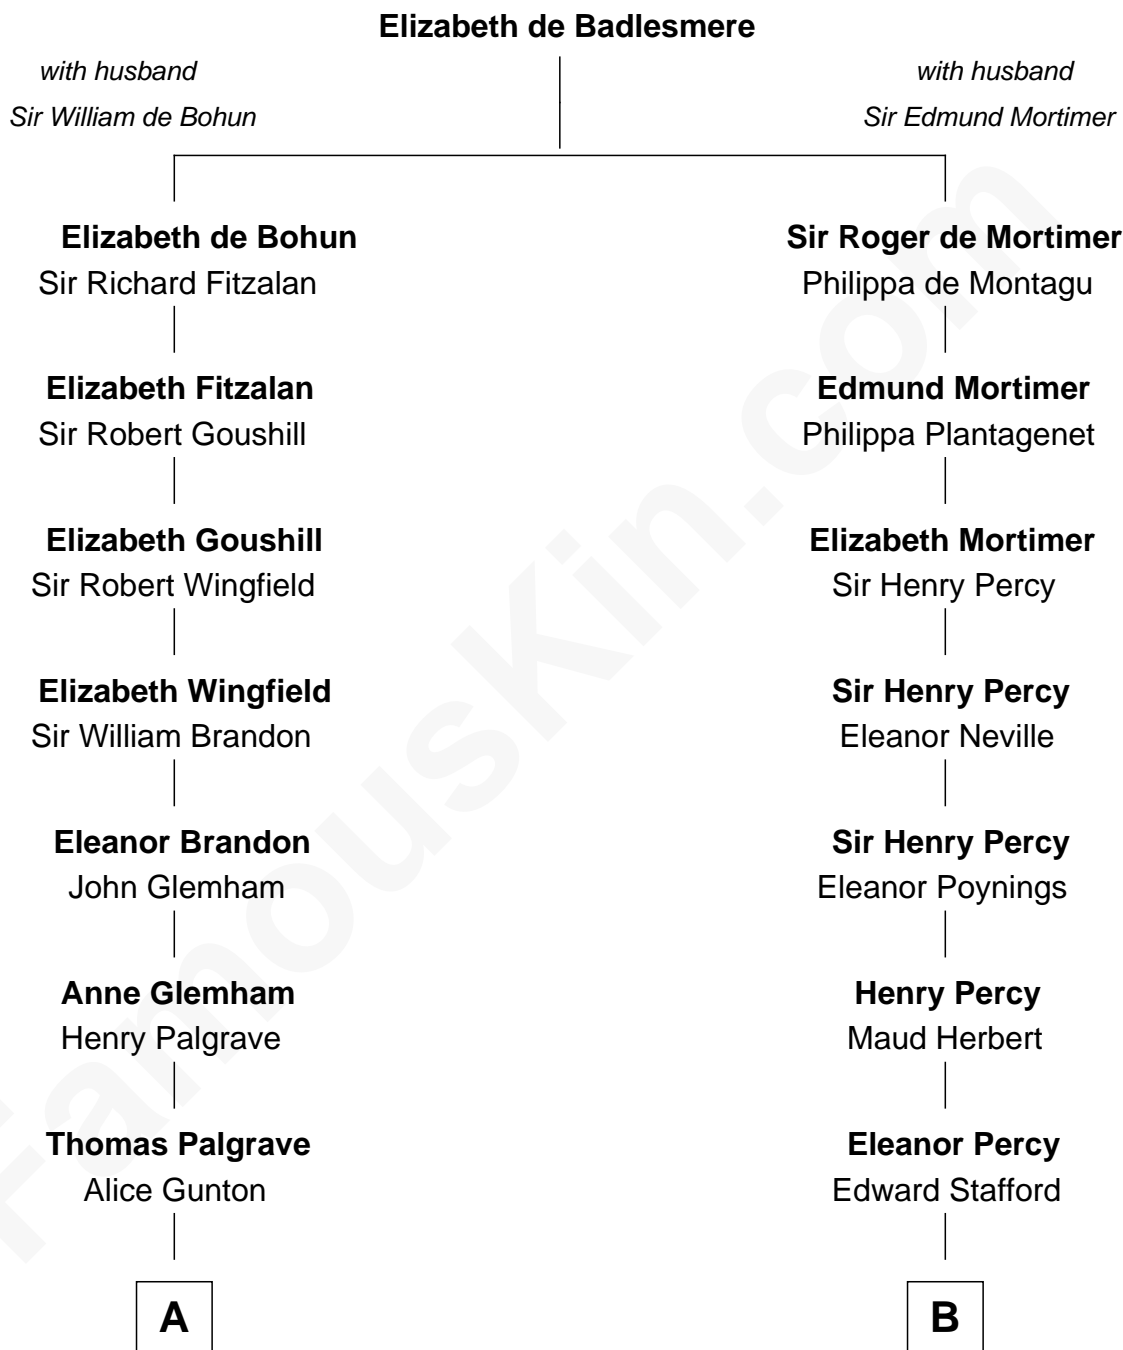 Elizabeth de Badlesmere
with husband
Sir William de Bohun
with husband
Sir Edmund Mortimer
Elizabeth de Bohun
Sir Richard Fitzalan
Elizabeth Fitzalan
Sir Robert Goushill
Elizabeth Goushill
Sir Robert Wingfield
Elizabeth Wingfield
Sir William Brandon
Eleanor Brandon
John Glemham
Anne Glemham
Henry Palgrave
Thomas Palgrave
Alice Gunton
A
Sir Roger de Mortimer
Philippa de Montagu
Edmund Mortimer
Philippa Plantagenet
Elizabeth Mortimer
Sir Henry Percy
Sir Henry Percy
Eleanor Neville
Sir Henry Percy
Eleanor Poynings
Henry Percy
Maud Herbert
Eleanor Percy
Edward Stafford
B
FamousKin.com